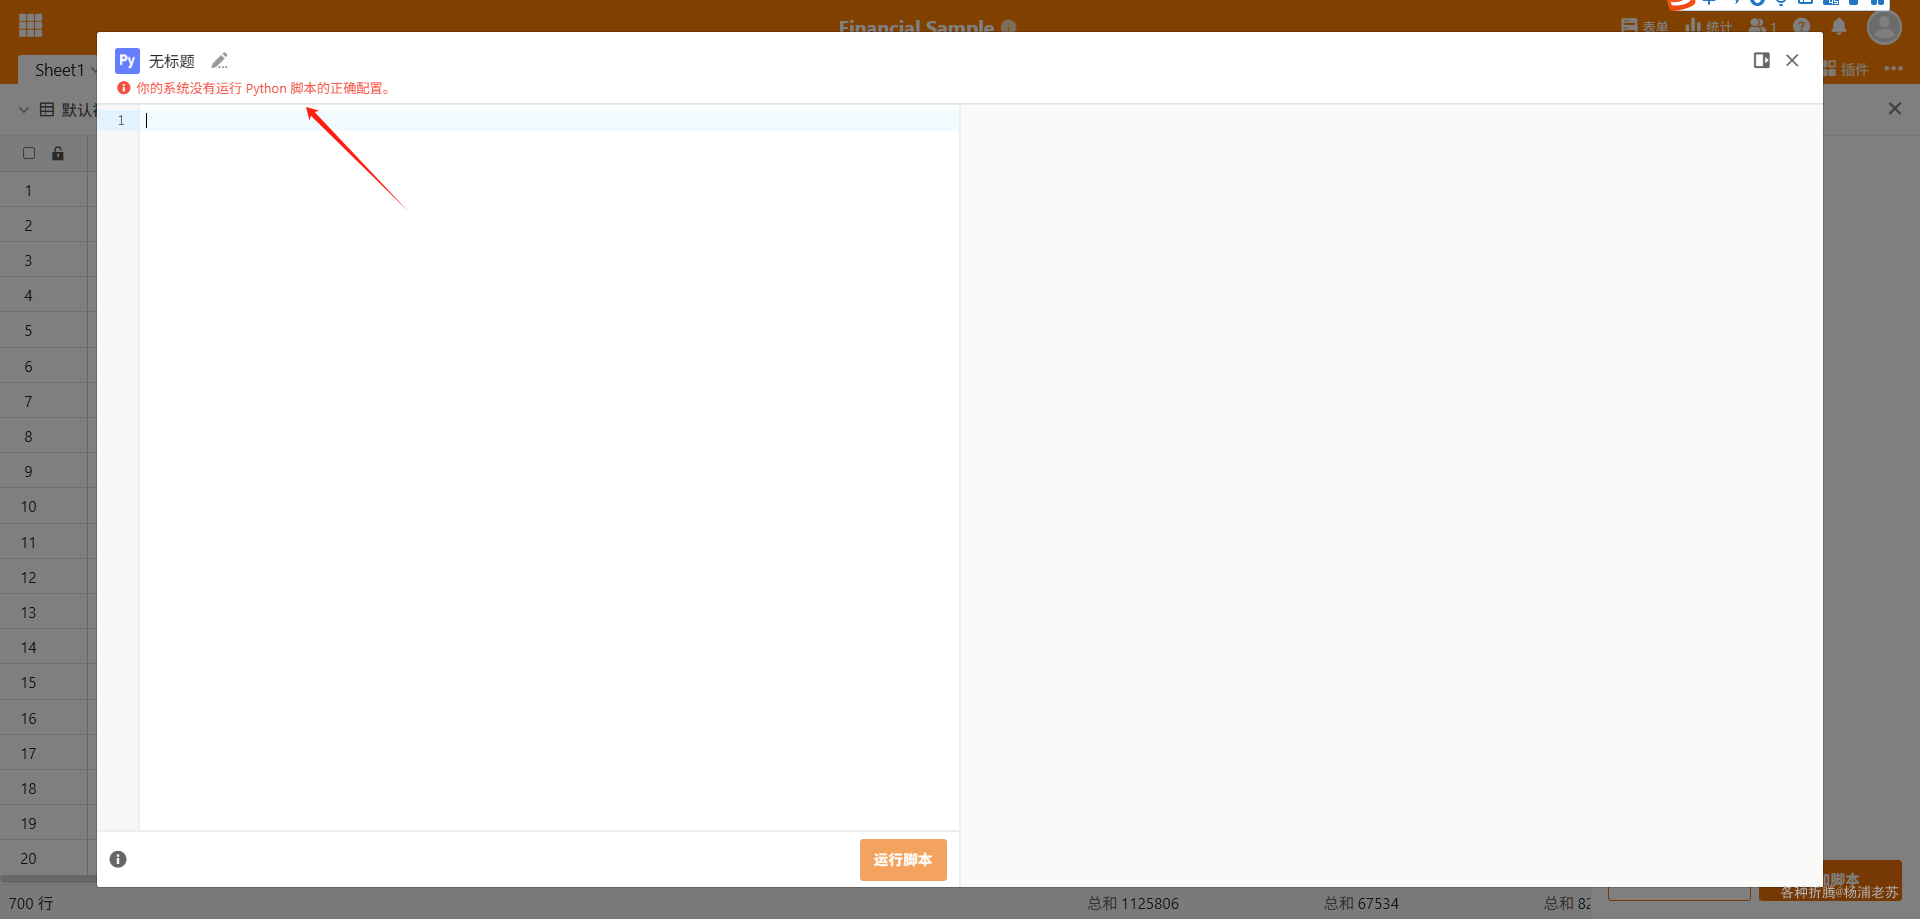 Financial Sample
表单
统计
1
Sheet1
插件
Py 无标题
你的系统没有运行 Python 脚本的正确配置。
默认
1
1
2
3
4
5
6
7
8
9
10
11
12
13
14
15
16
17
18
19
20
运行脚本
脚本
各种折腾@杨浦老苏
700 行
总和 1125806
总和 67534
总和 82